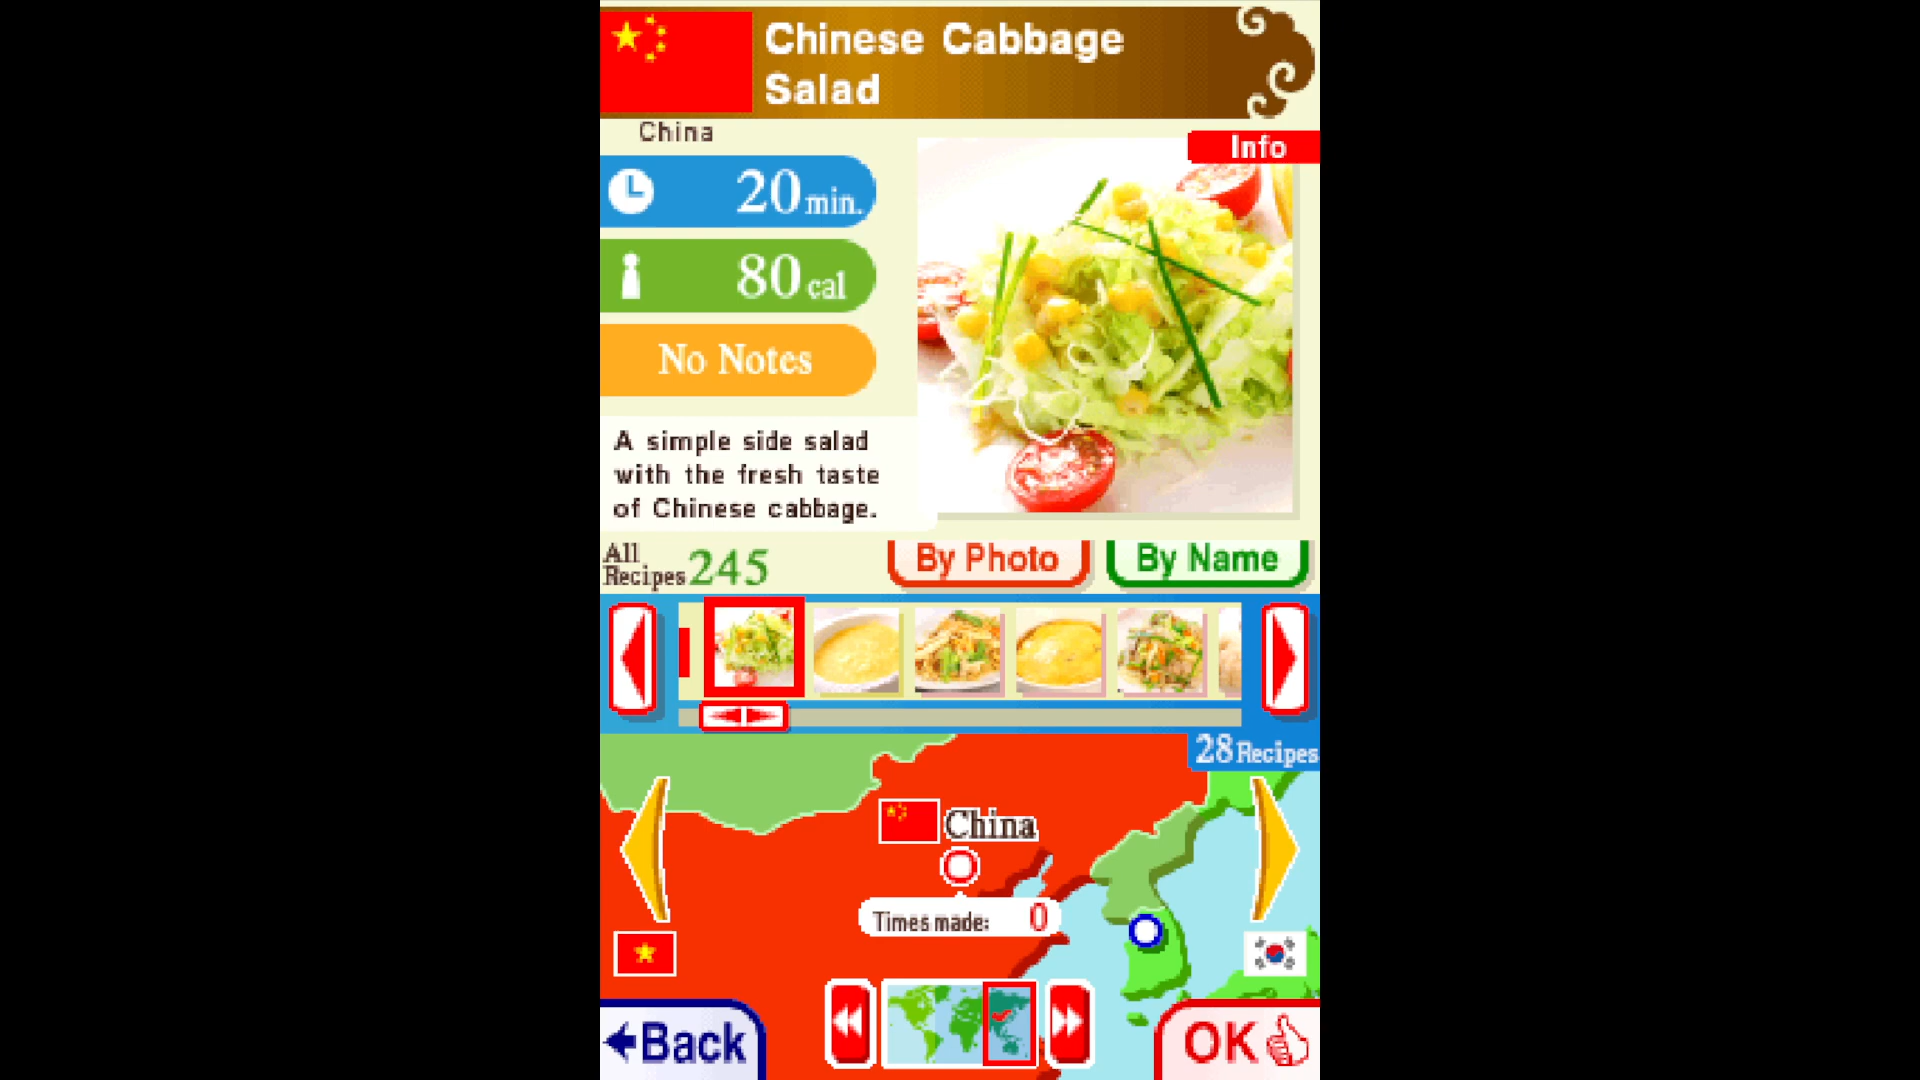 Chinese Cabbage
Salad
China
Info
20 min.
80 cal
No Notes
A simple side salad
with the fresh taste
of Chinese cabbage.
All
Recipes 245
By Photo
By Name
28 Recipes
China
Times made: 0
Back
OK